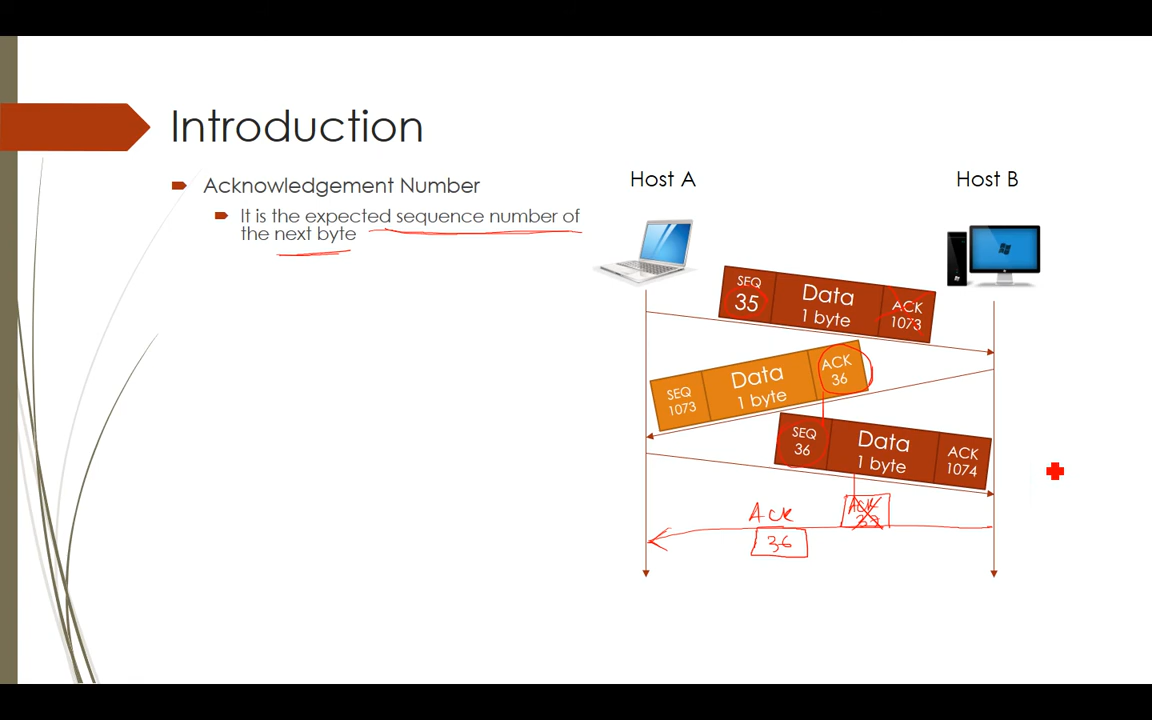 Introduction
Acknowledgement Number
It is the expected sequence number of
the next byte
Host A
Host B
SEQ
35
Data
1 byte
ACK
1073
SEQ
1073
Data
1 byte
ACK
36
SEQ
36
Data
1 byte
ACK
1074
ACK
37
Ack
36